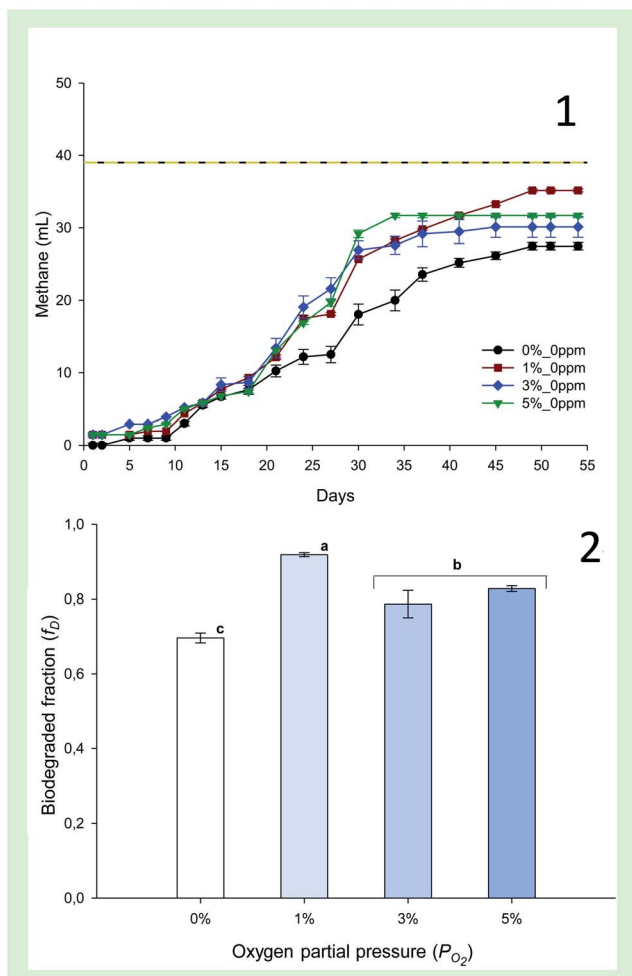 1
50
40
30
20
10
0
Methane (mL)
0%_0ppm
1%_0ppm
3%_0ppm
5%_0ppm
0 5 10 15 20 25 30 35 40 45 50 55
Days
2
1,0
0,8
0,6
0,4
0,2
0,0
Biodegraded fraction (fD)
c
a
b
0% 1% 3% 5%
Oxygen partial pressure (PO2)